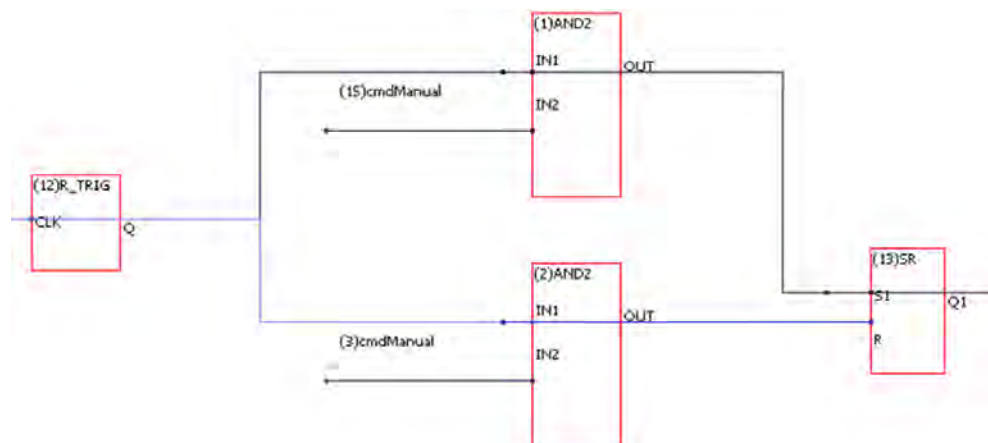 (1)AND2
IN1
OUT
(15)cmdManual
IN2
(12)R_TRIG
CLK
Q
(2)AND2
IN1
OUT
(3)cmdManual
IN2
(13)SR
S1
Q1
R